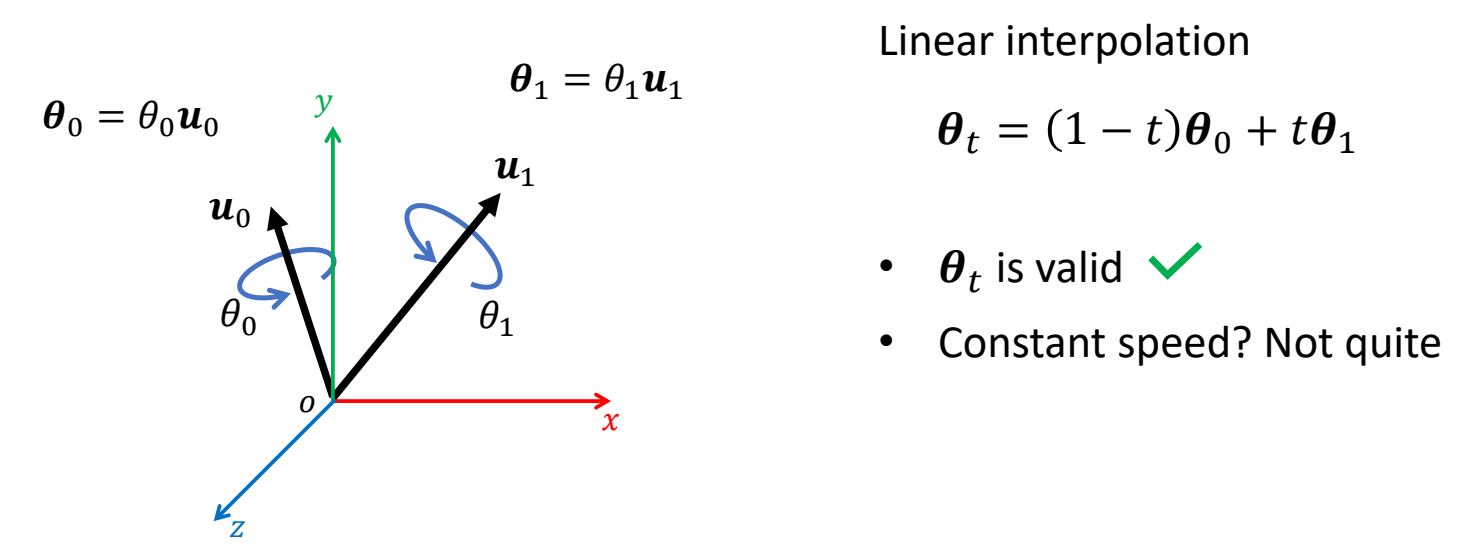 𝜽₀ = θ₀𝒖₀
𝜽₁ = θ₁𝒖₁
y
𝒖₀
𝒖₁
θ₀
θ₁
o
x
z
Linear interpolation
𝜽ₜ = (1 − t)𝜽₀ + t𝜽₁
• 𝜽ₜ is valid ✓
• Constant speed? Not quite